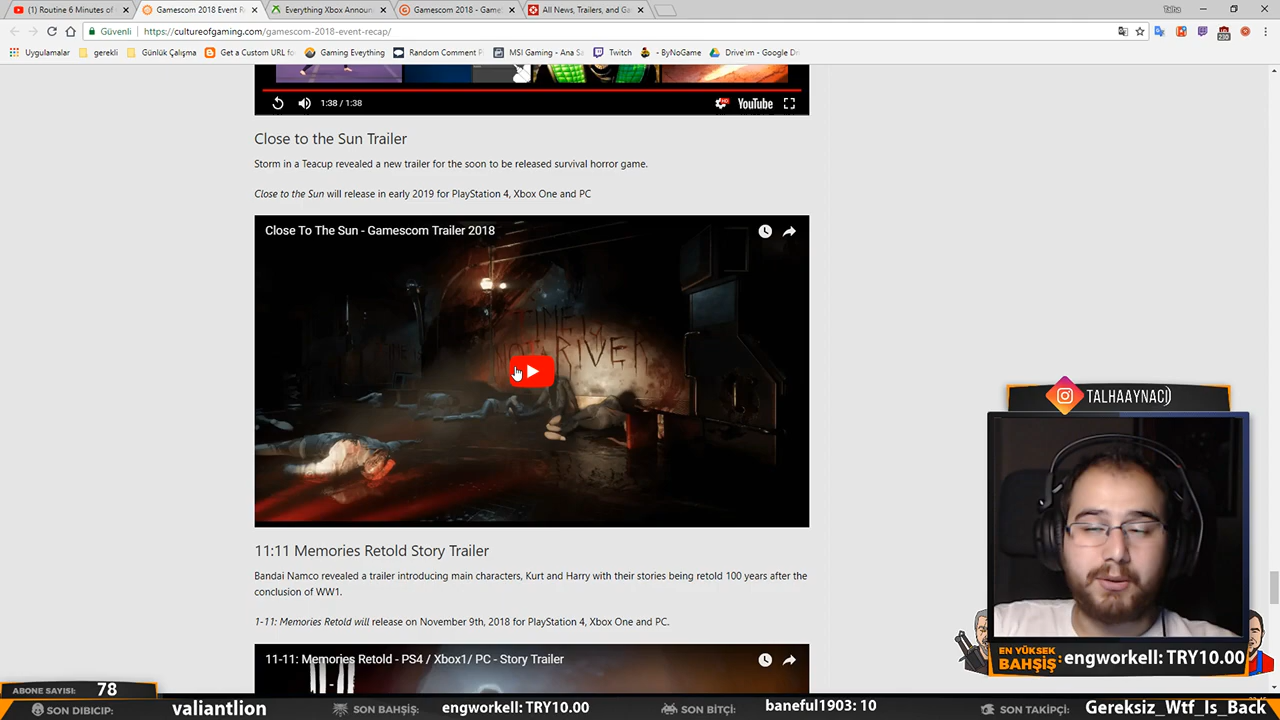 (1) Routine 6 Minutes of
Gamescom 2018 Event R
Everything Xbox Announ
Gamescom 2018 - Game
All News, Trailers, and Ga
Talha
Güvenli
https://cultureofgaming.com/gamescom-2018-event-recap/
230
Uygulamalar
gerekli
Günlük Çalışma
Get a Custom URL fo
Gaming Eveything
Random Comment P
MSI Gaming - Ana Sa
Twitch
- ByNoGame
Drive'ım - Google Dr
1:38 / 1:38
YouTube
Close to the Sun Trailer
Storm in a Teacup revealed a new trailer for the soon to be released survival horror game.
Close to the Sun will release in early 2019 for PlayStation 4, Xbox One and PC
Close To The Sun - Gamescom Trailer 2018
RIVER
11:11 Memories Retold Story Trailer
Bandai Namco revealed a trailer introducing main characters, Kurt and Harry with their stories being retold 100 years after the
conclusion of WW1.
1-11: Memories Retold will release on November 9th, 2018 for PlayStation 4, Xbox One and PC.
11-11: Memories Retold - PS4 / Xbox1/ PC - Story Trailer
11-11
TALHAAYNACI
EN YÜKSEK
BAHŞİŞ: engworkell: TRY10.00
ABONE SAYISI: 78
SON DIBICIP: valiantlion
SON BAHŞİŞ: engworkell: TRY10.00
SON BİTÇİ: baneful1903: 10
SON TAKİPÇİ: Gereksiz_Wtf_Is_Back